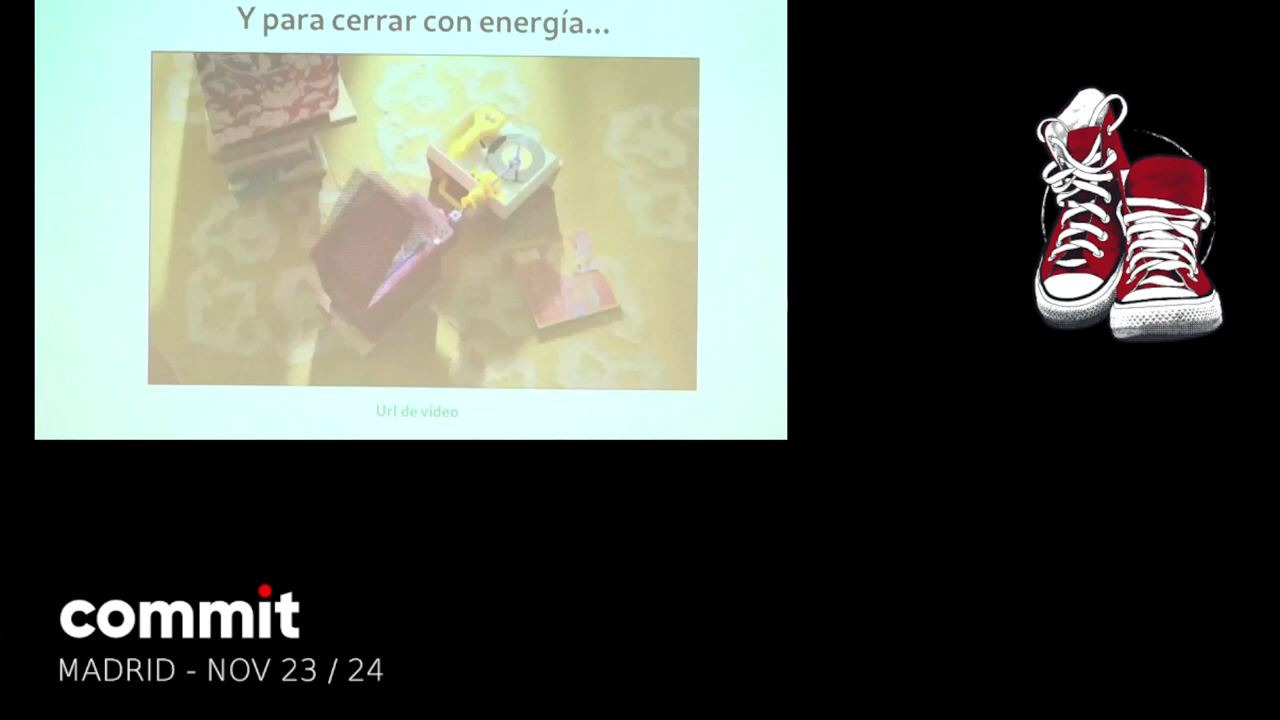 Y para cerrar con energía...
Url de vídeo
commit
MADRID - NOV 23 / 24